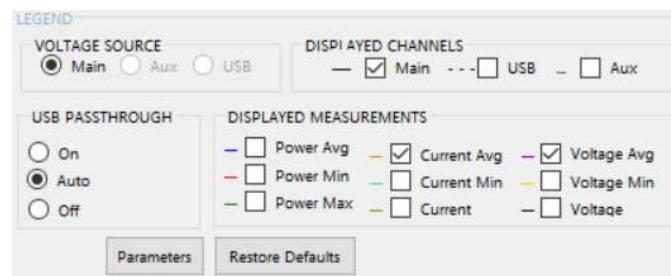 LEGEND
VOLTAGE SOURCE
Main Aux USB
DISPLAYED CHANNELS
Main USB Aux
USB PASSTHROUGH
On
Auto
Off
DISPLAYED MEASUREMENTS
Power Avg Current Avg Voltage Avg
Power Min Current Min Voltage Min
Power Max Current Voltage
Parameters Restore Defaults